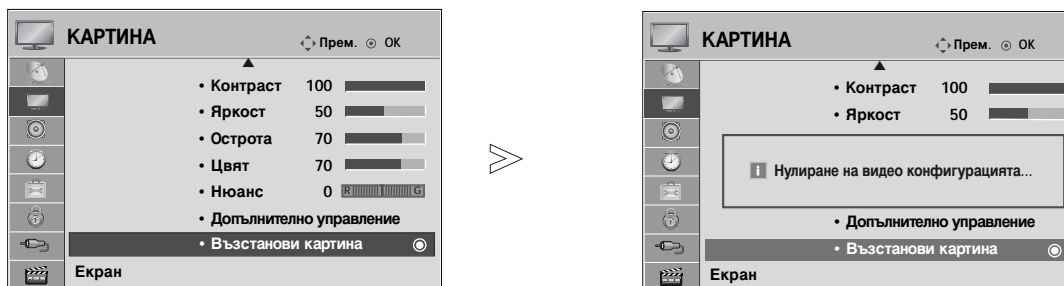 КАРТИНА
Прем. OK
• Контраст 100
• Яркост 50
• Острота 70
• Цвят 70
• Нюанс 0 R G
• Допълнително управление
• Възстанови картина
Екран
КАРТИНА
Прем. OK
• Контраст 100
• Яркост 50
i Нулиране на видео конфигурацията...
• Допълнително управление
• Възстанови картина
Екран